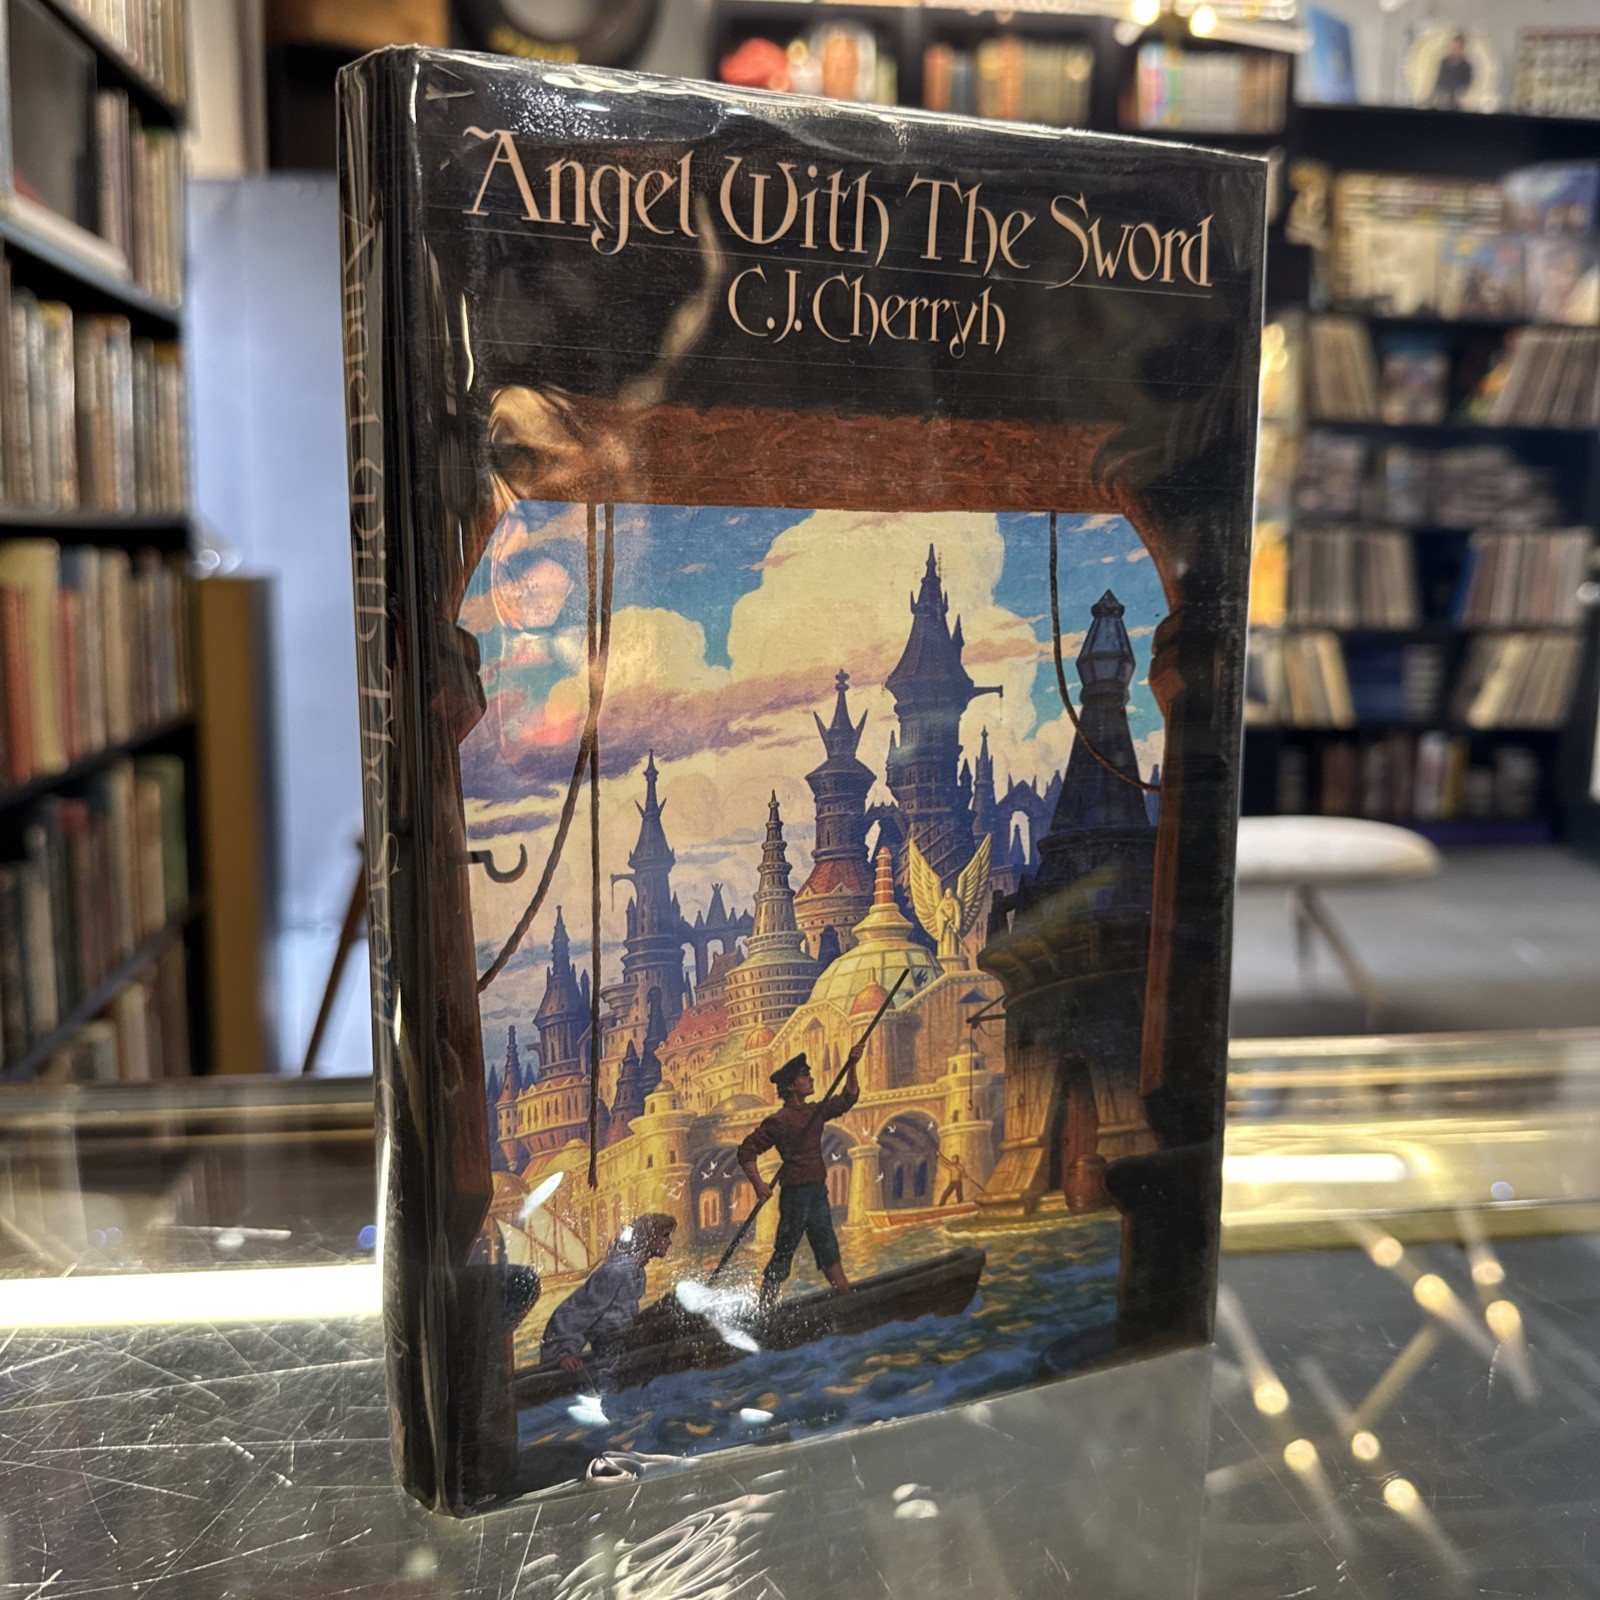 Angel With The Sword
C.J. Cherryh
Angel With The Sword